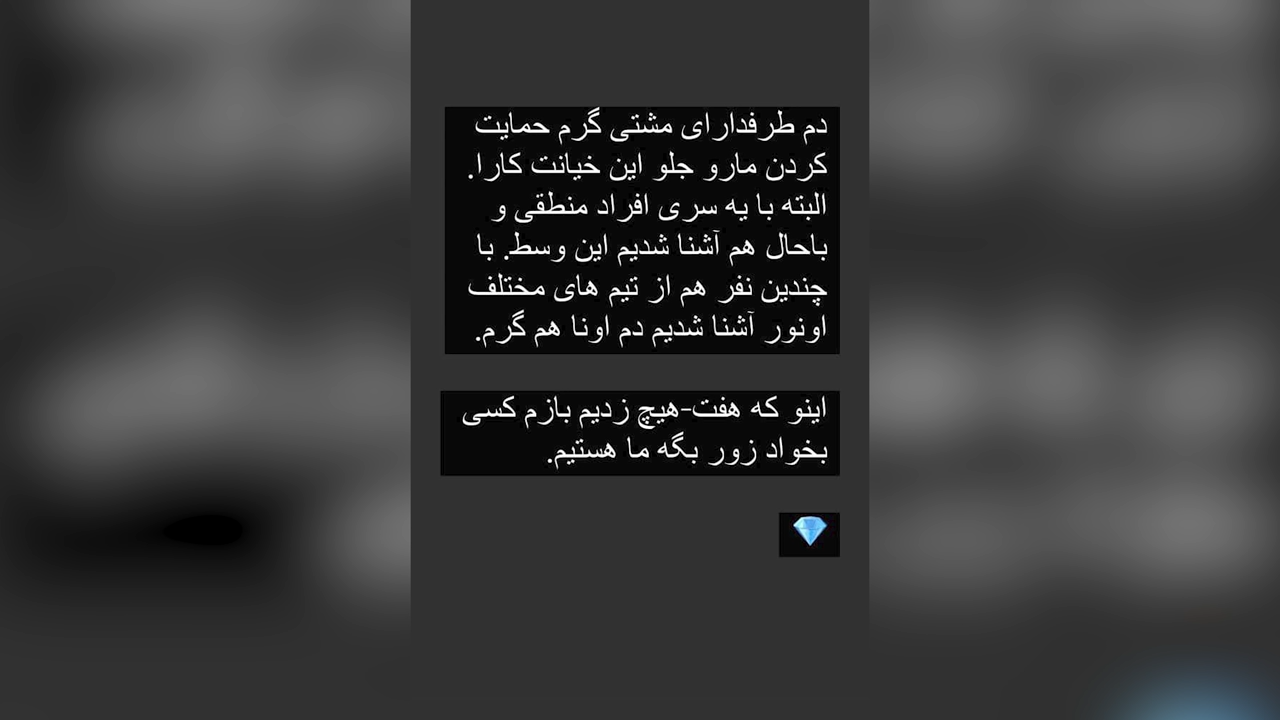 دم طرفدارای مشتی گرم حمایت
کردن مارو جلو این خیانت کارا.
البته با یه سری افراد منطقی و
باحال هم آشنا شدیم این وسط. با
چندین نفر هم از تیم های مختلف
اونور آشنا شدیم دم اونا هم گرم.
اینو که هفت-هیچ زدیم بازم کسی
بخواد زور بگه ما هستیم.
💎